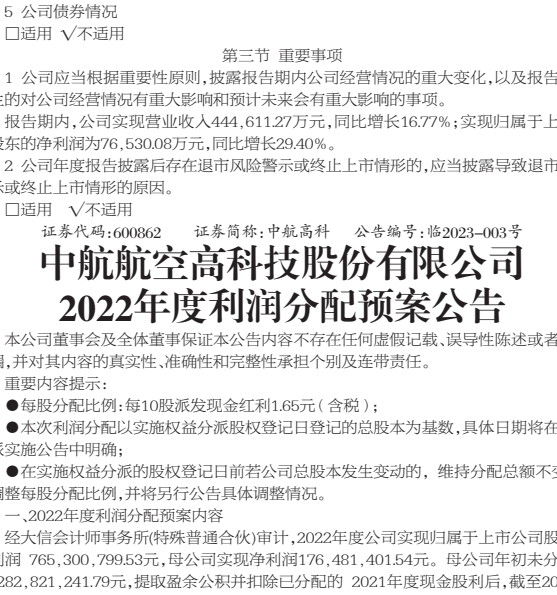 5 公司债券情况
□适用 √不适用
第三节 重要事项
1 公司应当根据重要性原则,披露报告期内公司经营情况的重大变化,以及报告
生的对公司经营情况有重大影响和预计未来会有重大影响的事项。
报告期内,公司实现营业收入444,611.27万元,同比增长16.77%;实现归属于上
股东的净利润为76,530.08万元,同比增长29.40%。
2 公司年度报告披露后存在退市风险警示或终止上市情形的,应当披露导致退市
示或终止上市情形的原因。
□适用 √不适用
证券代码:600862 证券简称:中航高科 公告编号:临2023-003号
中航航空高科技股份有限公司
2022年度利润分配预案公告
本公司董事会及全体董事保证本公告内容不存在任何虚假记载、误导性陈述或者
漏,并对其内容的真实性、准确性和完整性承担个别及连带责任。
重要内容提示:
●每股分配比例:每10股派发现金红利1.65元(含税);
●本次利润分配以实施权益分派股权登记日登记的总股本为基数,具体日期将在
派实施公告中明确;
●在实施权益分派的股权登记日前若公司总股本发生变动的,维持分配总额不变
调整每股分配比例,并将另行公告具体调整情况。
一、2022年度利润分配预案内容
经大信会计师事务所(特殊普通合伙)审计,2022年度公司实现归属于上市公司股
利润 765,300,799.53元,母公司实现净利润176,481,401.54元。母公司年初未分
282,821,241.79元,提取盈余公积并扣除已分配的 2021年度现金股利后,截至20